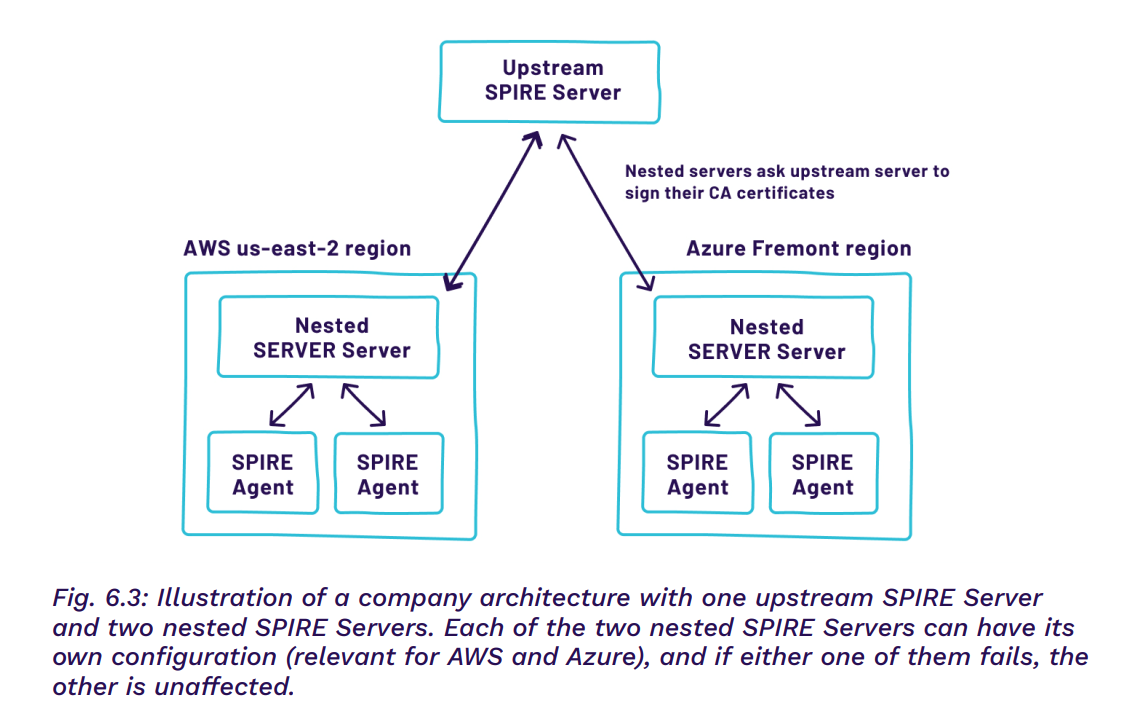 Upstream
SPIRE Server
Nested servers ask upstream server to
sign their CA certificates
AWS us-east-2 region
Azure Fremont region
Nested
SERVER Server
Nested
SERVER Server
SPIRE
Agent
SPIRE
Agent
SPIRE
Agent
SPIRE
Agent
Fig. 6.3: Illustration of a company architecture with one upstream SPIRE Server
and two nested SPIRE Servers. Each of the two nested SPIRE Servers can have its
own configuration (relevant for AWS and Azure), and if either one of them fails, the
other is unaffected.